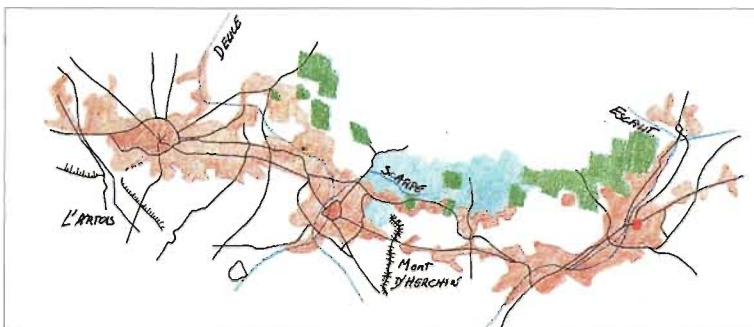 DEULE
ESCAUT
SCARPE
L'ARTOIS
MONT
D'HERCHIN